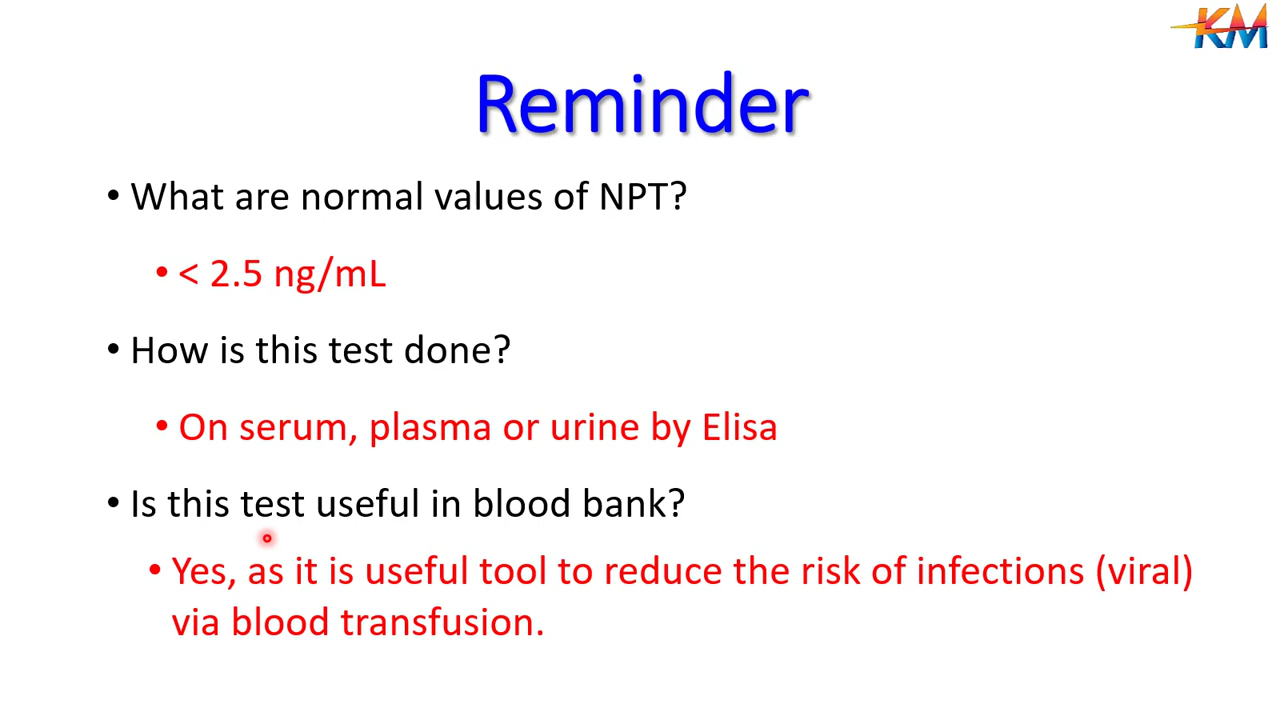 KM
Reminder
• What are normal values of NPT?
• < 2.5 ng/mL
• How is this test done?
• On serum, plasma or urine by Elisa
• Is this test useful in blood bank?
• Yes, as it is useful tool to reduce the risk of infections (viral)
via blood transfusion.